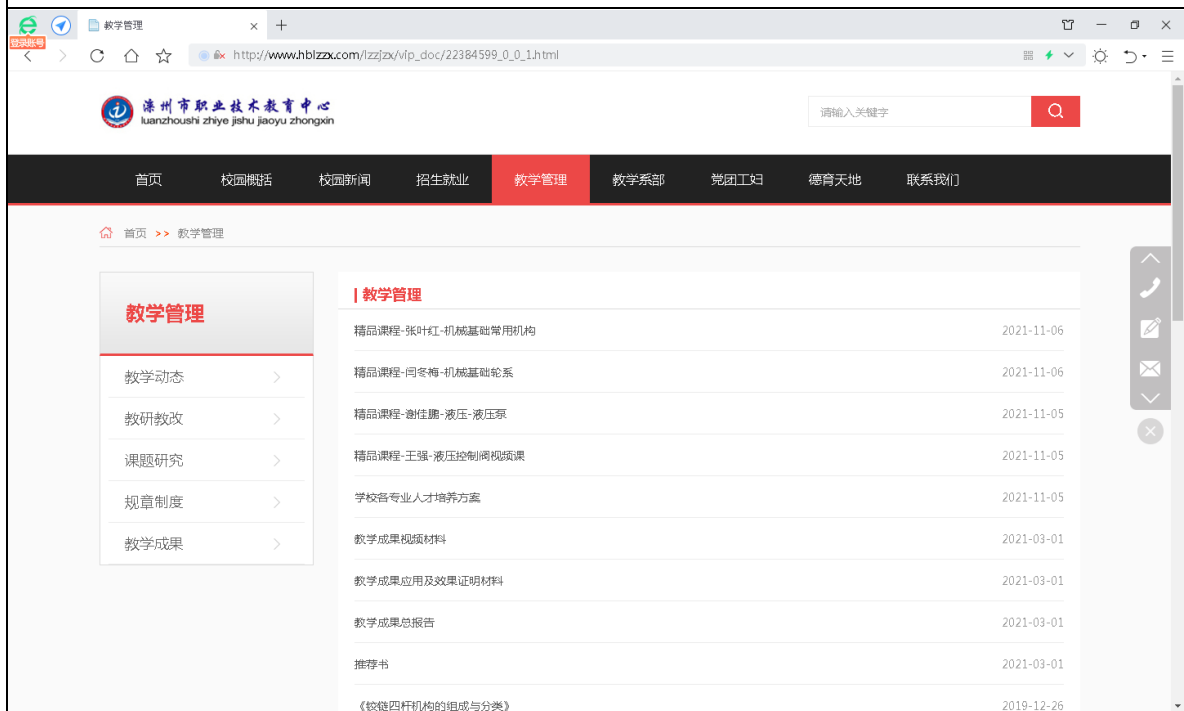 教学管理
登录账号
http://www.hblzzx.com/lzzjzx/vip_doc/22384599_0_0_1.html
滦州市职业技术教育中心
luanzhoushi zhiye jishu jiaoyu zhongxin
请输入关键字
首页 校园概括 校园新闻 招生就业 教学管理 教学系部 党团工妇 德育天地 联系我们
首页 >> 教学管理
教学管理
教学动态
教研教改
课题研究
规章制度
教学成果
教学管理
精品课程-张叶红-机械基础常用机构 2021-11-06
精品课程-闫冬梅-机械基础轮系 2021-11-06
精品课程-谢佳鹏-液压-液压泵 2021-11-05
精品课程-王强-液压控制阀视频课 2021-11-05
学校各专业人才培养方案 2021-11-05
教学成果视频材料 2021-03-01
教学成果应用及效果证明材料 2021-03-01
教学成果总报告 2021-03-01
推荐书 2021-03-01
《铰链四杆机构的组成与分类》 2019-12-26